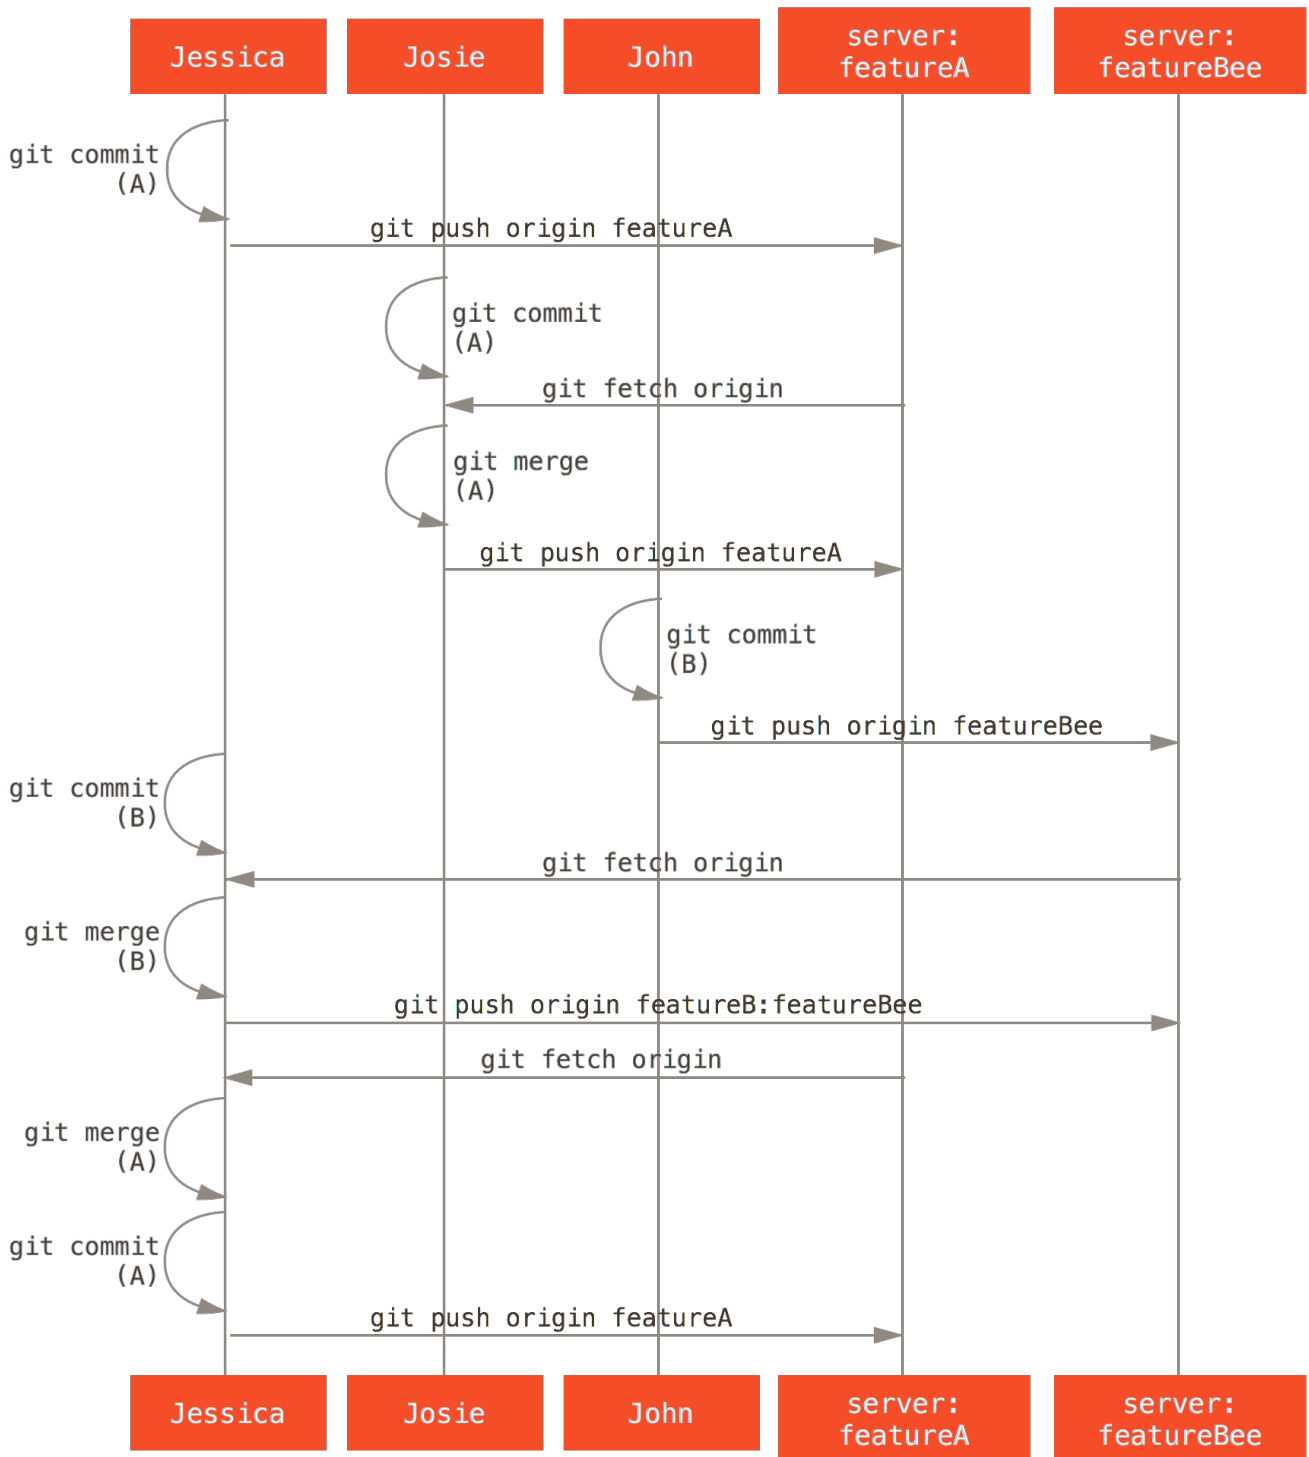 Jessica
Josie
John
server:
featureA
server:
featureBee
git commit
(A)
git push origin featureA
git commit
(A)
git fetch origin
git merge
(A)
git push origin featureA
git commit
(B)
git push origin featureBee
git commit
(B)
git fetch origin
git merge
(B)
git push origin featureB:featureBee
git fetch origin
git merge
(A)
git commit
(A)
git push origin featureA
Jessica
Josie
John
server:
featureA
server:
featureBee